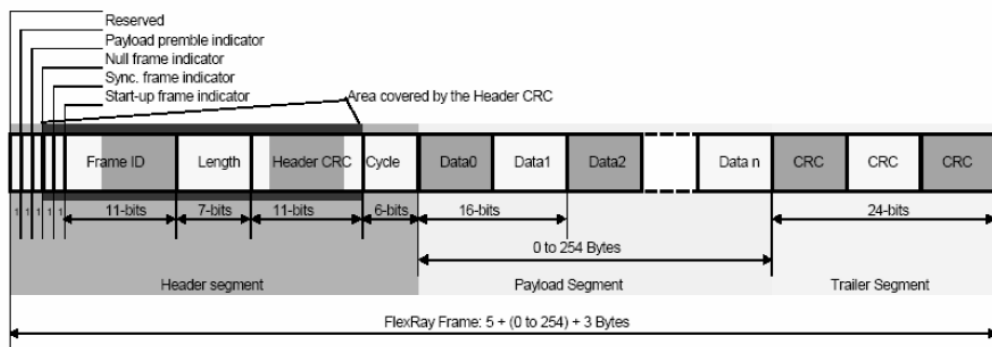 Reserved
Payload premble indicator
Null frame indicator
Sync. frame indicator
Start-up frame indicator
Area covered by the Header CRC
Frame ID Length Header CRC Cycle Data0 Data1 Data2 Data n CRC CRC CRC
1 1 1 1 1 11-bits 7-bits 11-bits 6-bits 16-bits 24-bits
0 to 254 Bytes
Header segment Payload Segment Trailer Segment
FlexRay Frame: 5 + (0 to 254) + 3 Bytes